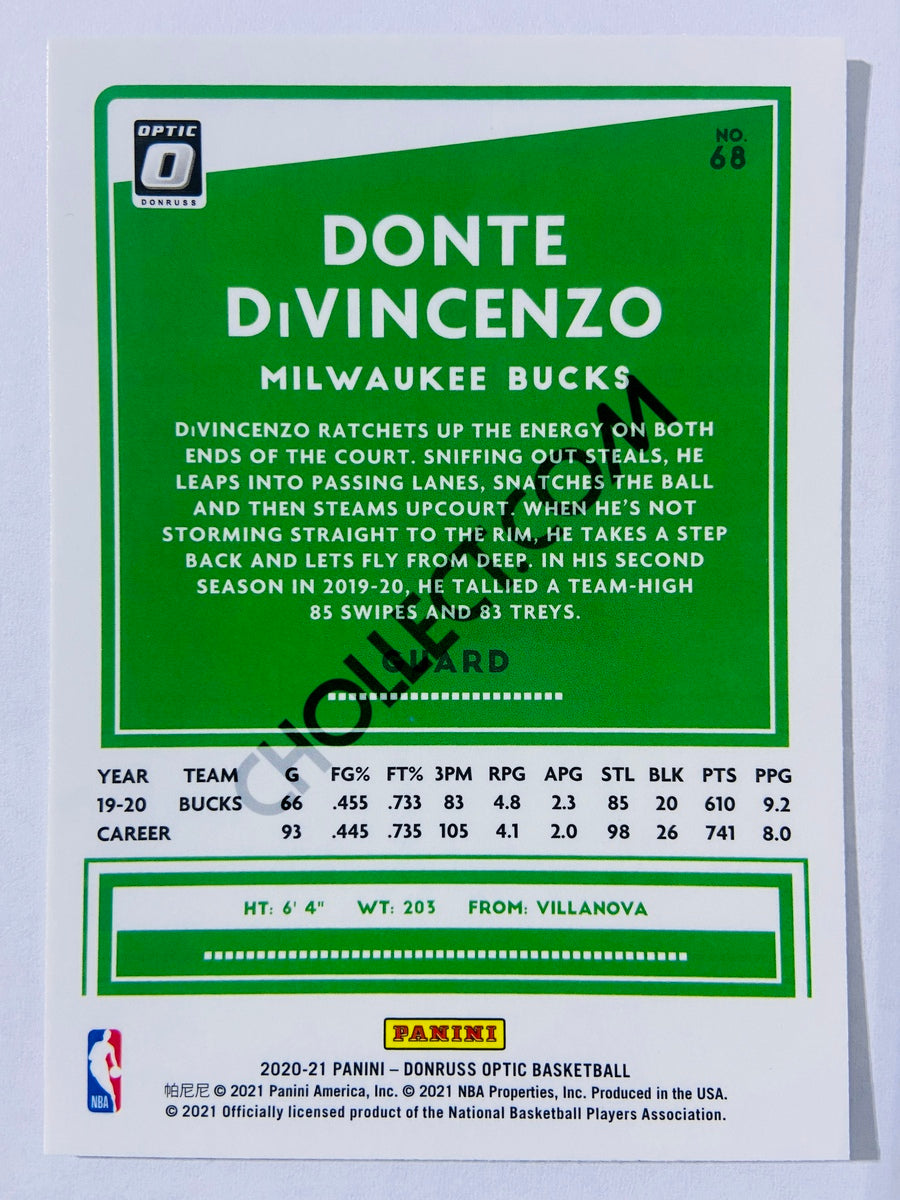 OPTIC
O
DONRUSS
NO.
68
DONTE
DiVINCENZO
MILWAUKEE BUCKS
DiVINCENZO RATCHETS UP THE ENERGY ON BOTH
ENDS OF THE COURT. SNIFFING OUT STEALS, HE
LEAPS INTO PASSING LANES, SNATCHES THE BALL
AND THEN STEAMS UPCOURT. WHEN HE'S NOT
STORMING STRAIGHT TO THE RIM, HE TAKES A STEP
BACK AND LETS FLY FROM DEEP. IN HIS SECOND
SEASON IN 2019-20, HE TALLIED A TEAM-HIGH
85 SWIPES AND 83 TREYS.
GUARD
CHOLLECT.COM
YEAR TEAM G FG% FT% 3PM RPG APG STL BLK PTS PPG
19-20 BUCKS 66 .455 .733 83 4.8 2.3 85 20 610 9.2
CAREER 93 .445 .735 105 4.1 2.0 98 26 741 8.0
HT: 6' 4" WT: 203 FROM: VILLANOVA
PANINI
NBA
2020-21 PANINI – DONRUSS OPTIC BASKETBALL
帕尼尼 © 2021 Panini America, Inc. © 2021 NBA Properties, Inc. Produced in the USA.
© 2021 Officially licensed product of the National Basketball Players Association.